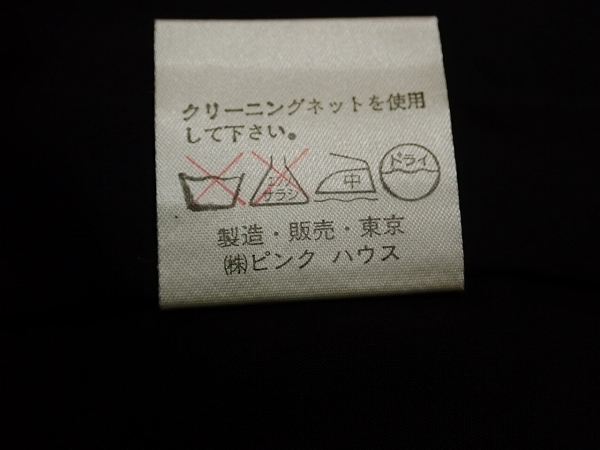 クリーニングネットを使用
して下さい。
エンソ
サラシ
中
ドライ
製造・販売・東京
㈱ピンク ハウス